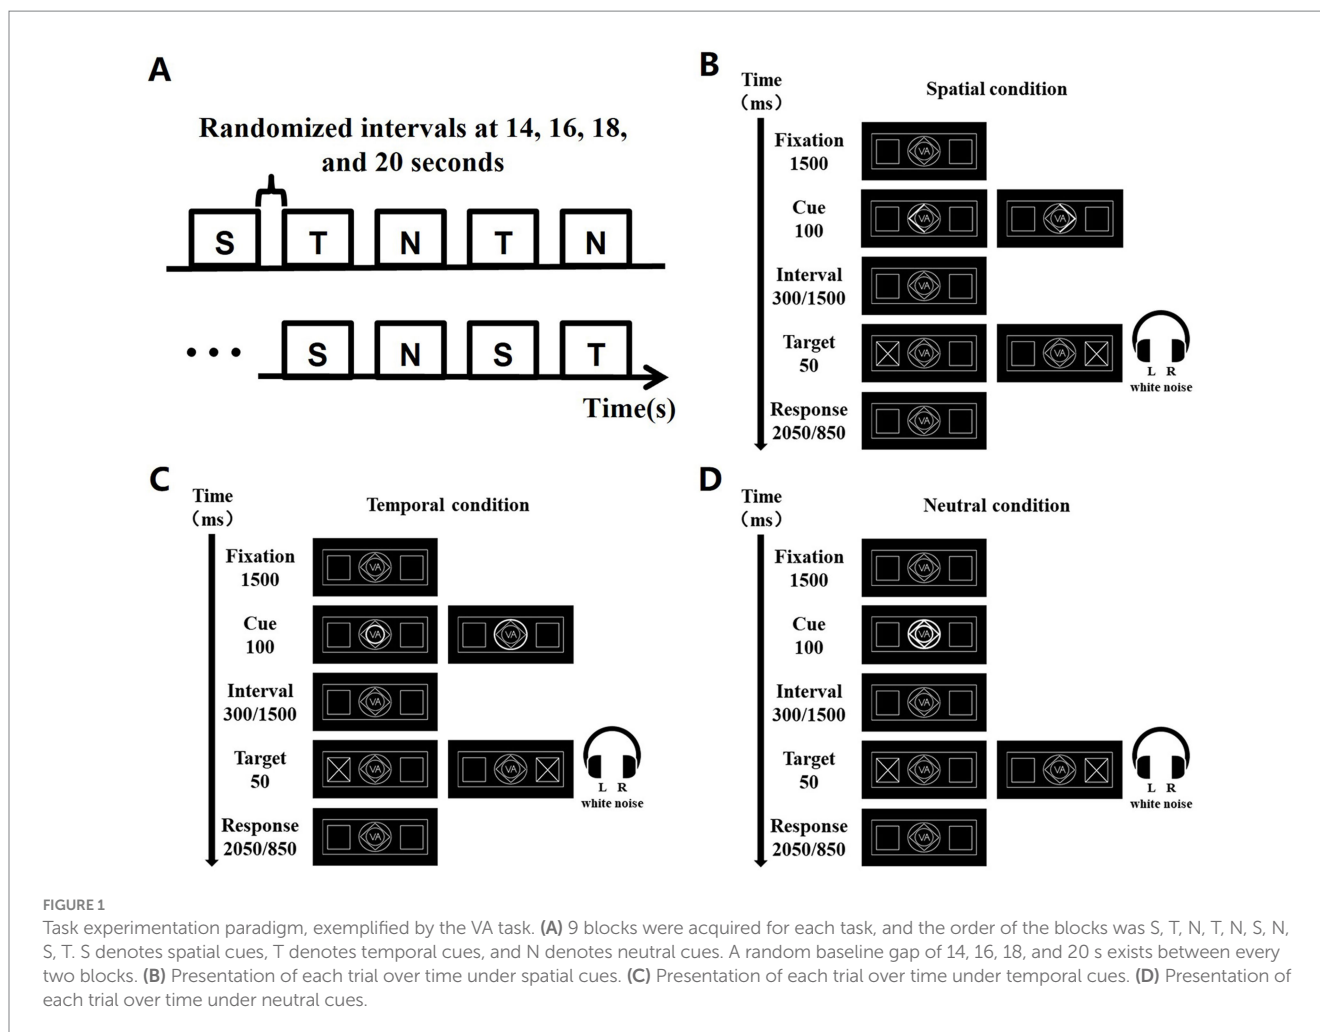 A
Randomized intervals at 14, 16, 18,
and 20 seconds
S T N T N
••• S N S T
Time(s)
B
Time
(ms)
Spatial condition
Fixation
1500
VA
Cue
100
VA VA
Interval
300/1500
VA
Target
50
VA VA
L R
white noise
Response
2050/850
VA
C
Time
(ms)
Temporal condition
Fixation
1500
VA
Cue
100
VA VA
Interval
300/1500
VA
Target
50
VA VA
L R
white noise
Response
2050/850
VA
D
Time
(ms)
Neutral condition
Fixation
1500
VA
Cue
100
VA
Interval
300/1500
VA
Target
50
VA VA
L R
white noise
Response
2050/850
VA
FIGURE 1
Task experimentation paradigm, exemplified by the VA task. (A) 9 blocks were acquired for each task, and the order of the blocks was S, T, N, T, N, S, N,
S, T. S denotes spatial cues, T denotes temporal cues, and N denotes neutral cues. A random baseline gap of 14, 16, 18, and 20 s exists between every
two blocks. (B) Presentation of each trial over time under spatial cues. (C) Presentation of each trial over time under temporal cues. (D) Presentation of
each trial over time under neutral cues.